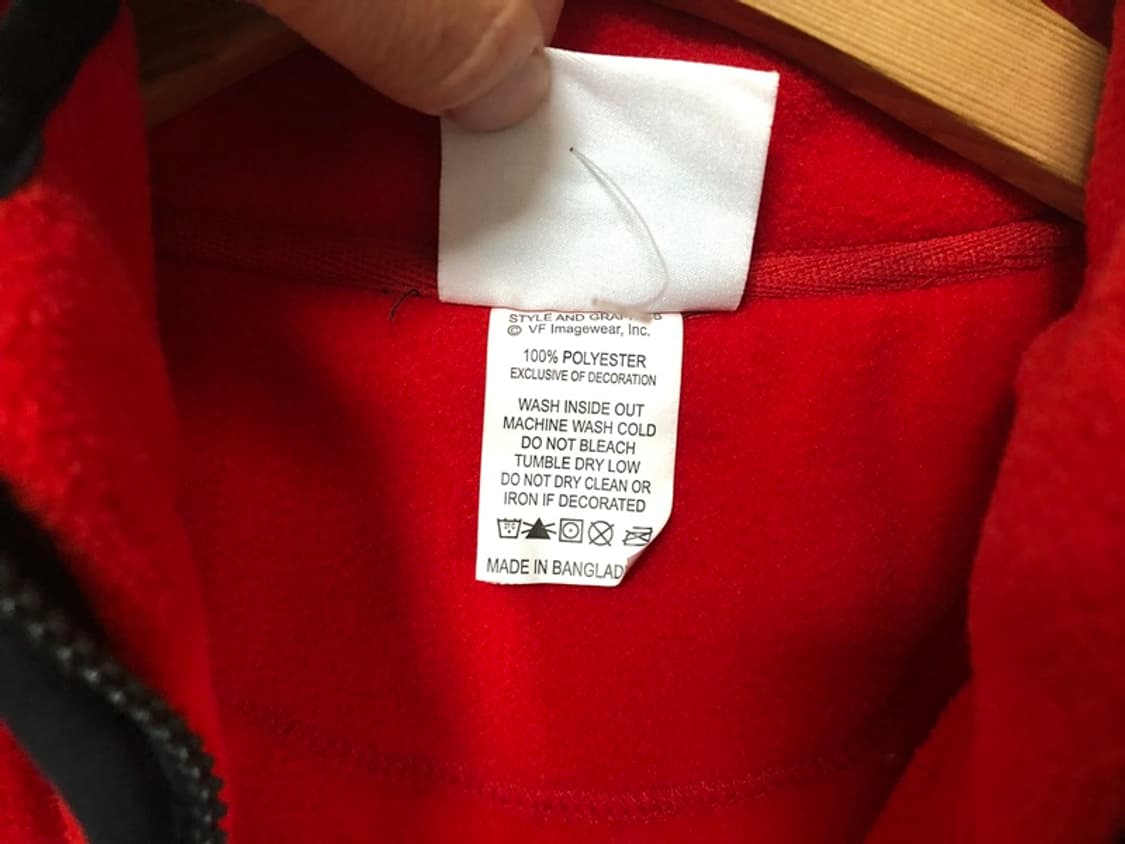 STYLE AND GRAPHICS
© VF Imagewear, Inc.
100% POLYESTER
EXCLUSIVE OF DECORATION
WASH INSIDE OUT
MACHINE WASH COLD
DO NOT BLEACH
TUMBLE DRY LOW
DO NOT DRY CLEAN OR
IRON IF DECORATED
MADE IN BANGLAD